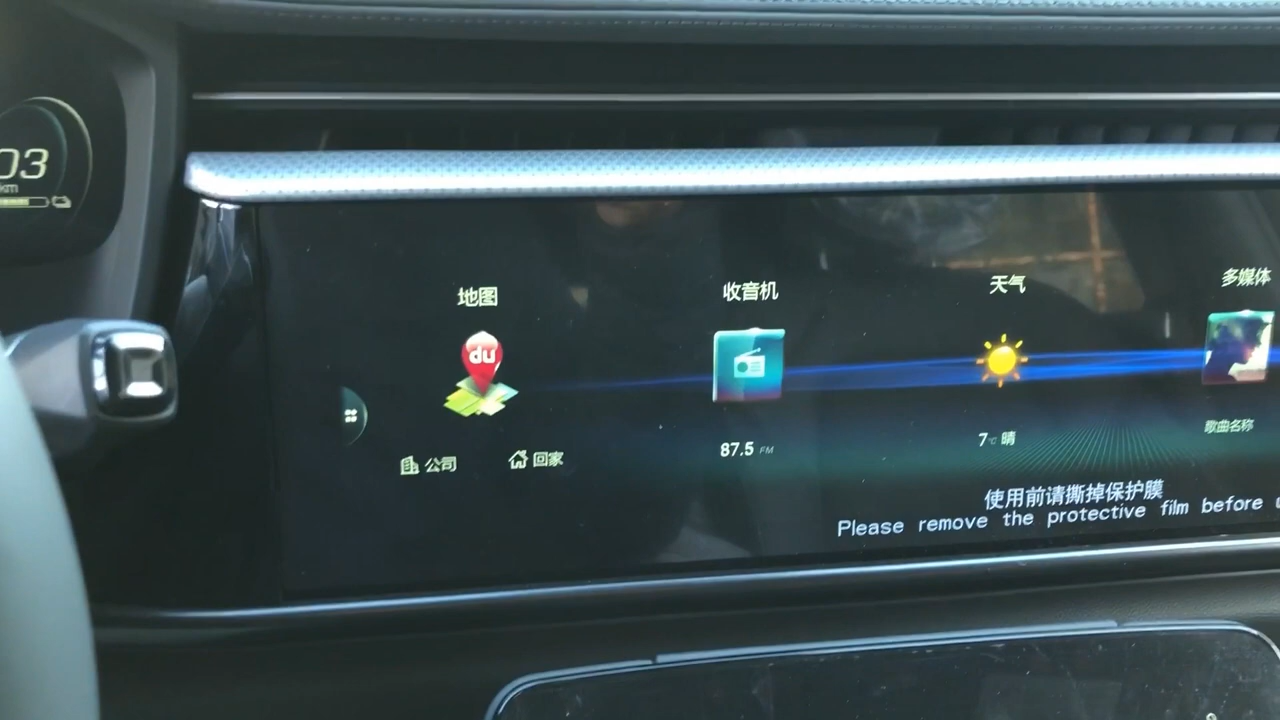 03
km
地图
收音机
天气
多媒体
du
公司
回家
87.5 FM
7℃ 晴
歌曲名称
使用前请撕掉保护膜
Please remove the protective film before